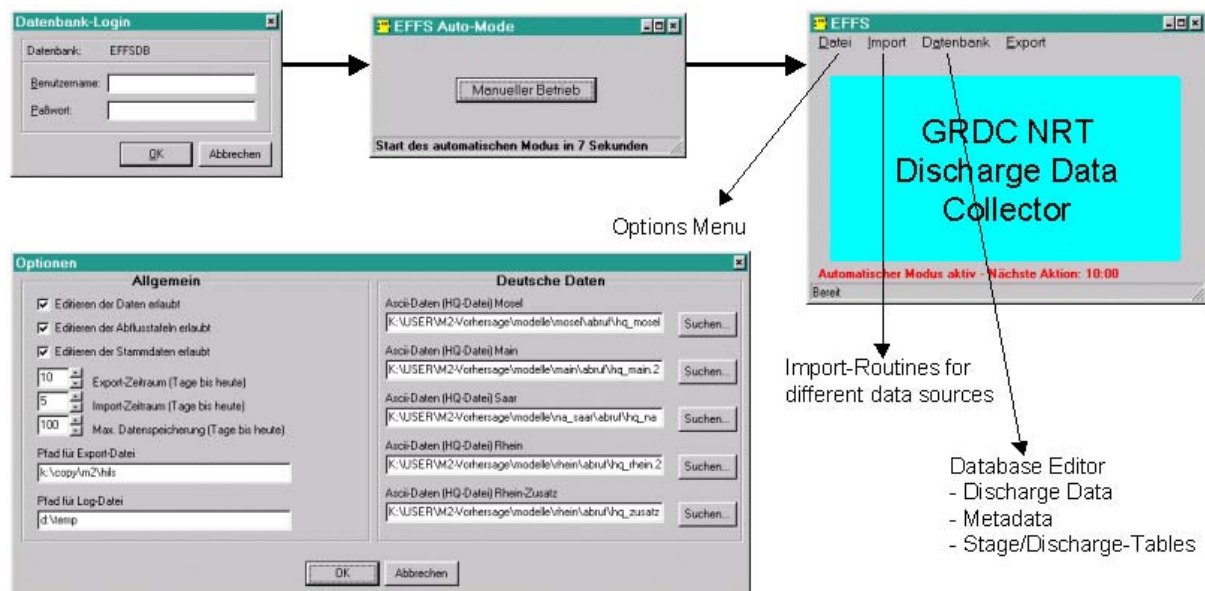 Datenbank-Login
Datenbank: EFFSDB
Benutzername:
Paßwort:
OK Abbrechen
EFFS Auto-Mode
Manueller Betrieb
Start des automatischen Modus in 7 Sekunden
EFFS
Datei Import Datenbank Export
GRDC NRT
Discharge Data
Collector
Automatischer Modus aktiv - Nächste Aktion: 10:00
Bereit
Options Menu
Import-Routines for
different data sources
Database Editor
- Discharge Data
- Metadata
- Stage/Discharge-Tables
Optionen
Allgemein
Editieren der Daten erlaubt
Editieren der Abflusstafeln erlaubt
Editieren der Stammdaten erlaubt
10 Export-Zeitraum (Tage bis heute)
5 Import-Zeitraum (Tage bis heute)
100 Max. Datenspeicherung (Tage bis heute)
Pfad für Export-Datei
k:\copy\m2\hils
Pfad für Log-Datei
d:\temp
Deutsche Daten
Ascii-Daten (HQ-Datei) Mosel
K:\USER\M2-Vorhersage\modelle\mosel\abruf\hq_mosel Suchen...
Ascii-Daten (HQ-Datei) Main
K:\USER\M2-Vorhersage\modelle\main\abruf\hq_main.2 Suchen...
Ascii-Daten (HQ-Datei) Saar
K:\USER\M2-Vorhersage\modelle\na_saar\abruf\hq_na Suchen...
Ascii-Daten (HQ-Datei) Rhein
K:\USER\M2-Vorhersage\modelle\rhein\abruf\hq_rhein.2 Suchen...
Ascii-Daten (HQ-Datei) Rhein-Zusatz
K:\USER\M2-Vorhersage\modelle\rhein\abruf\hq_zusatz Suchen...
OK Abbrechen